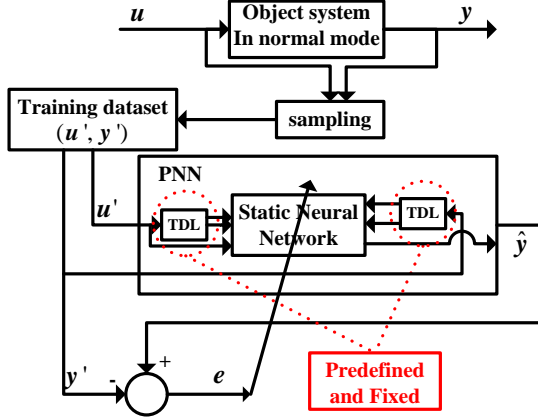 u
Object system
In normal mode
y
Training dataset
(u', y')
sampling
PNN
u'
TDL
Static Neural
Network
TDL
ŷ
y'
-
+
e
Predefined
and Fixed